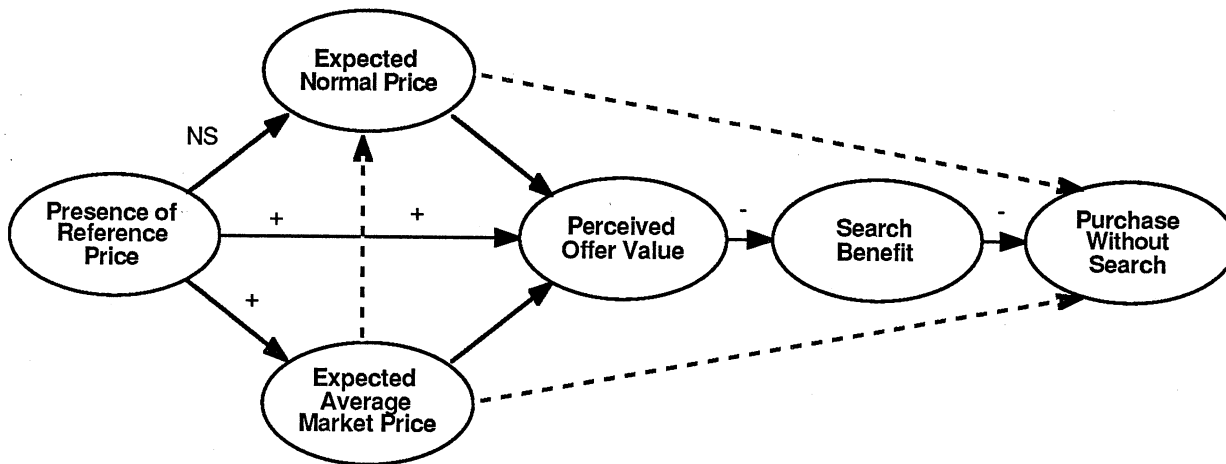 Expected
Normal Price
NS
Presence of
Reference
Price
+
+
Perceived
Offer Value
-
Search
Benefit
-
Purchase
Without
Search
+
Expected
Average
Market Price